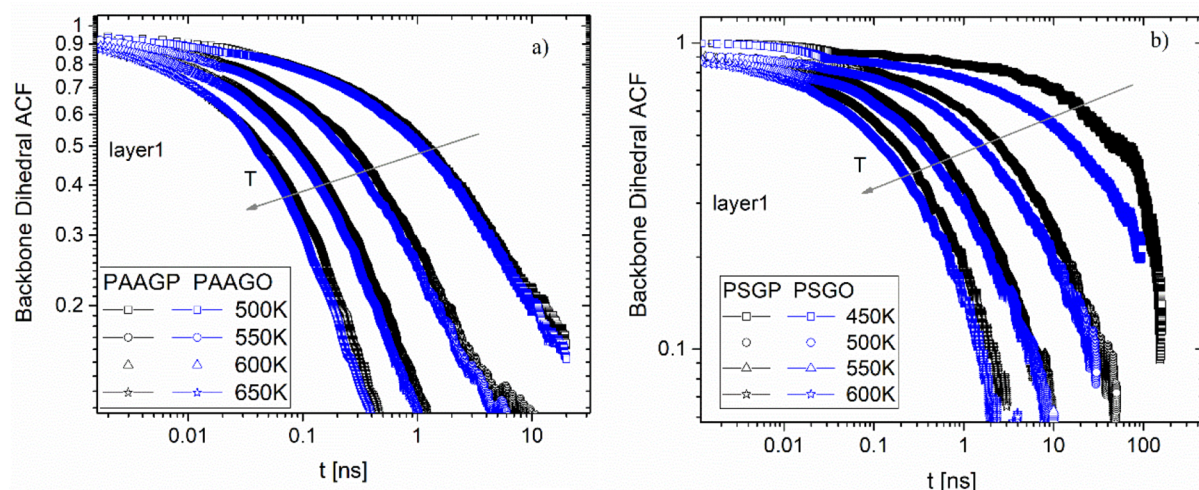 a)
Backbone Dihedral ACF
1
0.9
0.8
0.7
0.6
0.5
0.4
0.3
0.2
layer1
T
PAAGP PAAGO
500K
550K
600K
650K
0.01 0.1 1 10
t [ns]
b)
Backbone Dihedral ACF
1
0.1
layer1
T
PSGP PSGO
450K
500K
550K
600K
0.01 0.1 1 10 100
t [ns]